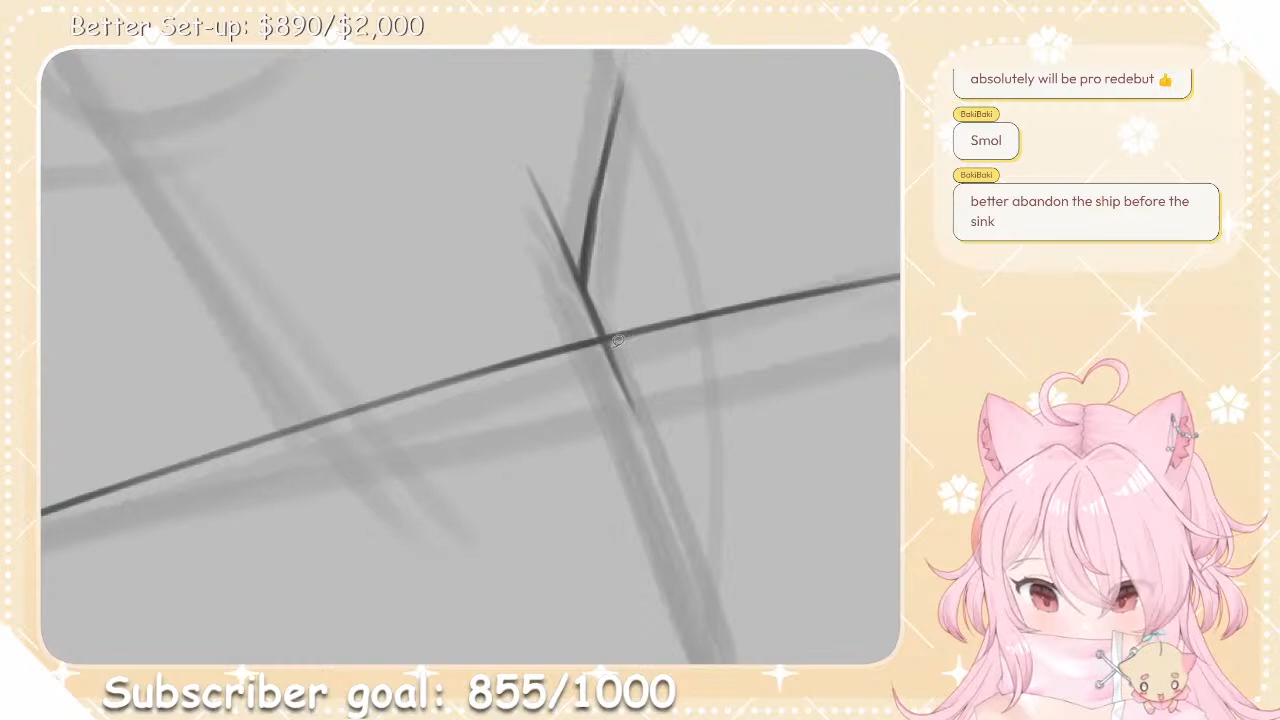 Better Set-up: $890/$2,000
absolutely will be pro redebut 👍
BakiBaki
Smol
BakiBaki
better abandon the ship before the
sink
Subscriber goal: 855/1000